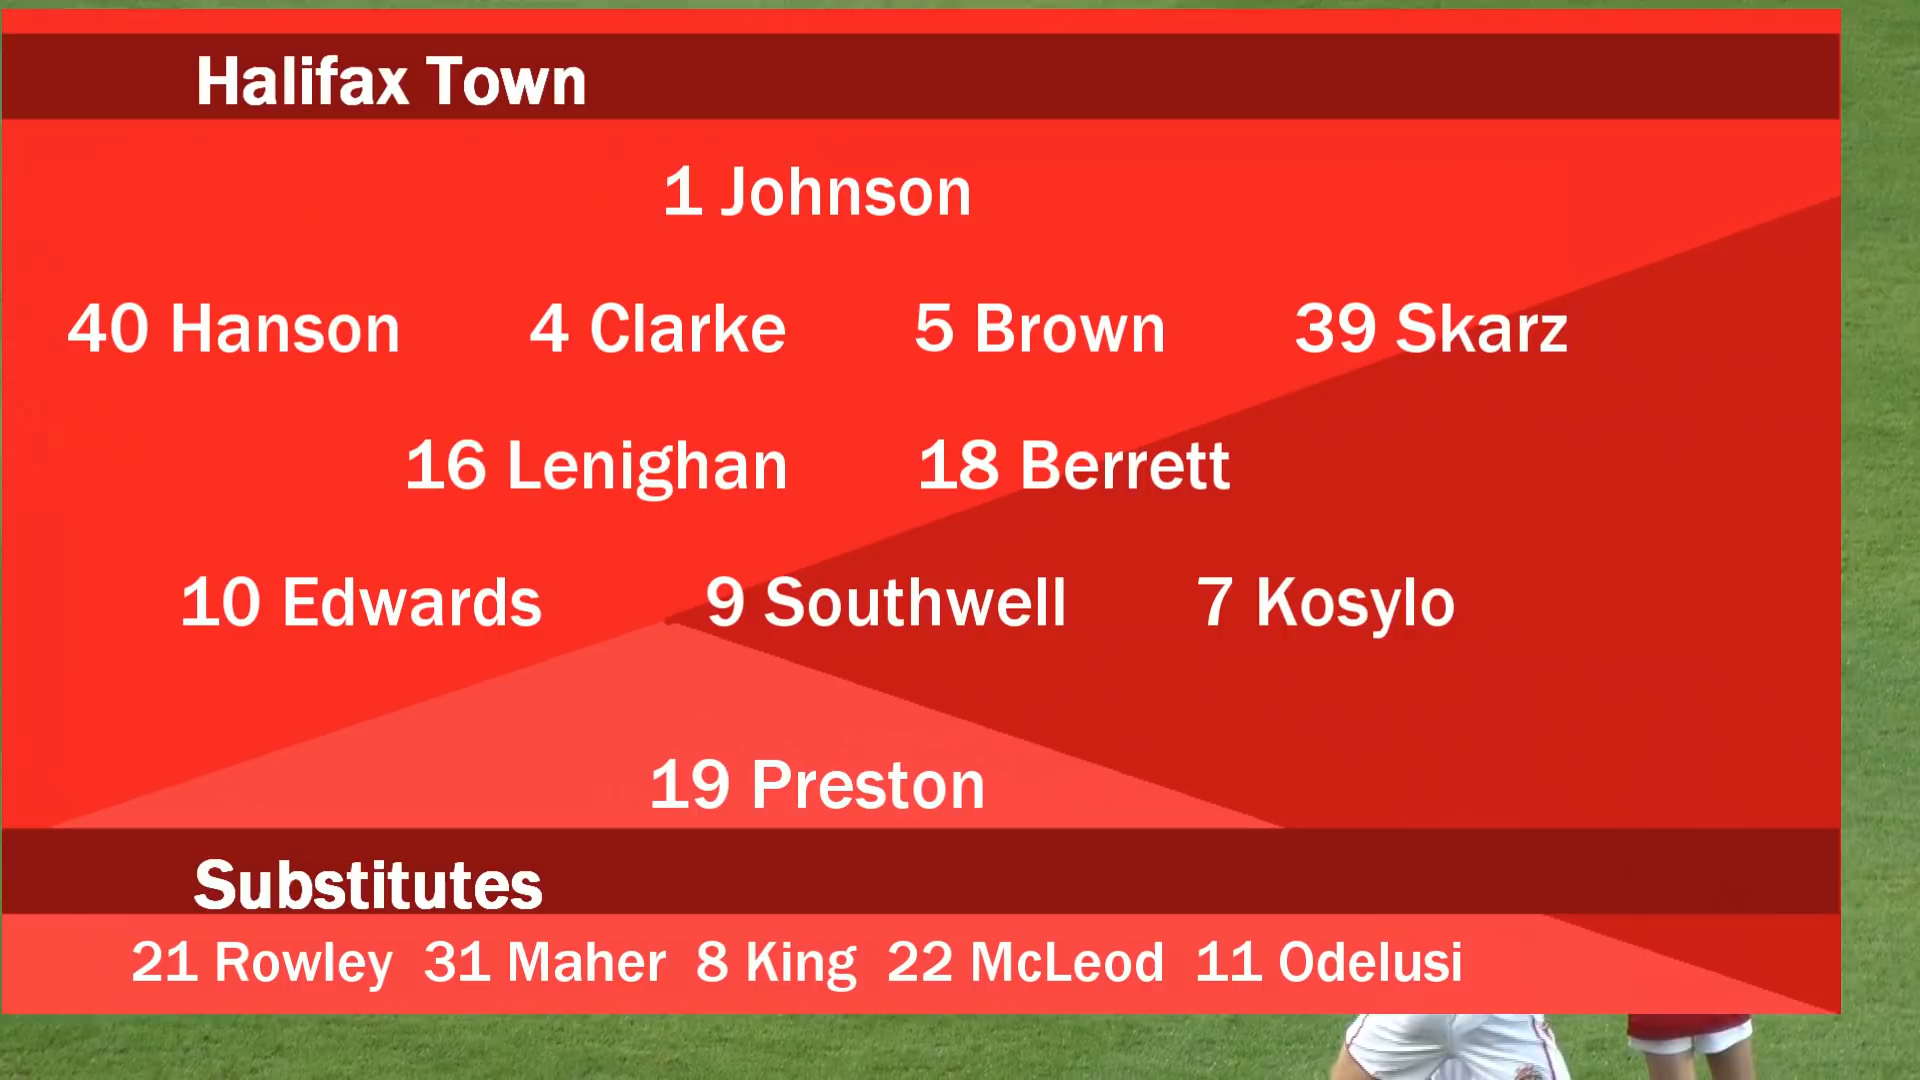 Halifax Town
1 Johnson
40 Hanson 4 Clarke 5 Brown 39 Skarz
16 Lenighan 18 Berrett
10 Edwards 9 Southwell 7 Kosylo
19 Preston
Substitutes
21 Rowley 31 Maher 8 King 22 McLeod 11 Odelusi